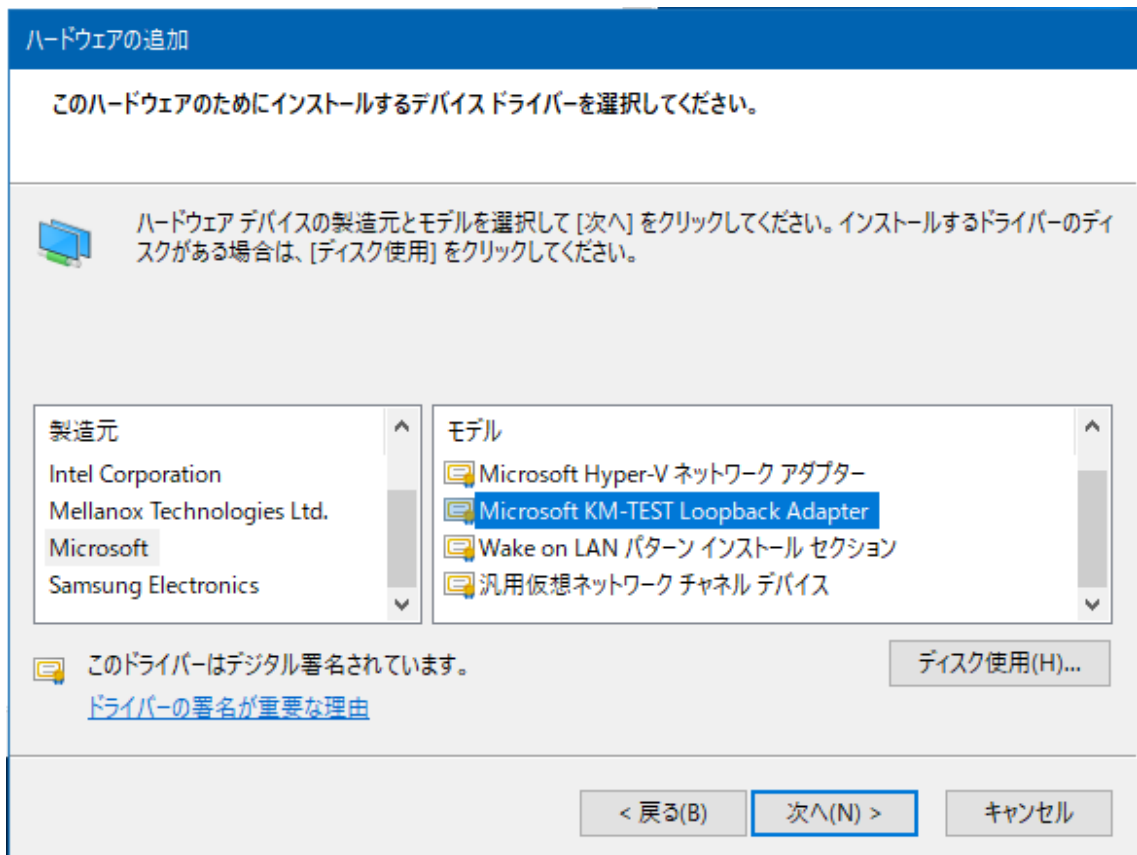 ハードウェアの追加
このハードウェアのためにインストールするデバイス ドライバーを選択してください。
ハードウェア デバイスの製造元とモデルを選択して [次へ] をクリックしてください。インストールするドライバーのディ
スクがある場合は、[ディスク使用] をクリックしてください。
製造元
Intel Corporation
Mellanox Technologies Ltd.
Microsoft
Samsung Electronics
モデル
Microsoft Hyper-V ネットワーク アダプター
Microsoft KM-TEST Loopback Adapter
Wake on LAN パターン インストール セクション
汎用仮想ネットワーク チャネル デバイス
このドライバーはデジタル署名されています。
ドライバーの署名が重要な理由
ディスク使用(H)...
< 戻る(B)
次へ(N) >
キャンセル